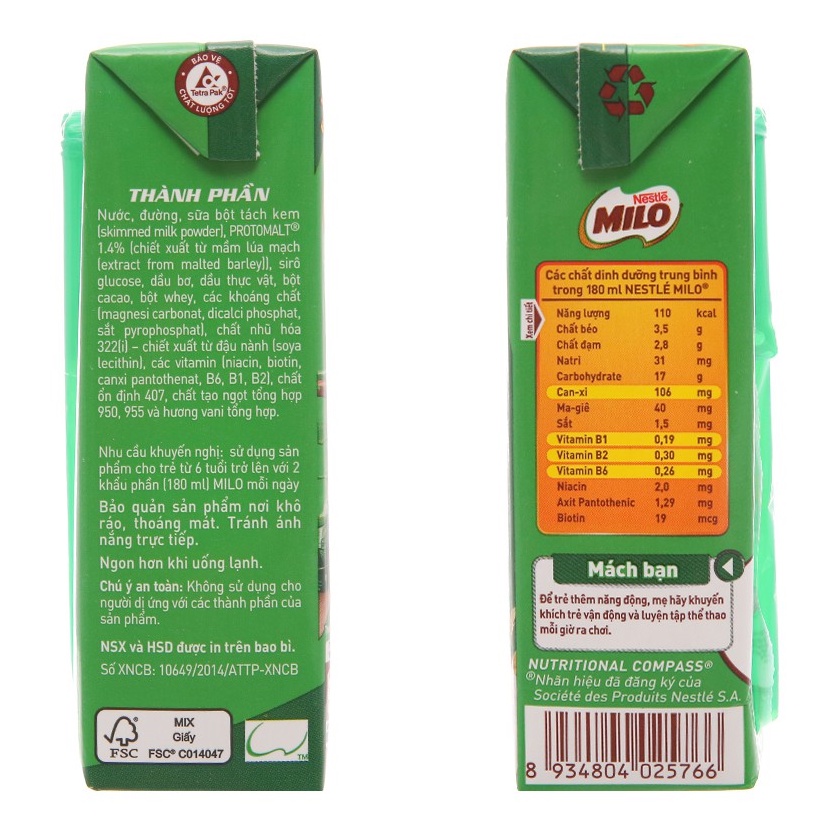 BẢO VỆ
Tetra Pak®
CHẤT LƯỢNG TỐT
THÀNH PHẦN
Nước, đường, sữa bột tách kem
(skimmed milk powder), PROTOMALT®
1.4% (chiết xuất từ mầm lúa mạch
(extract from malted barley)), sirô
glucose, dầu bơ, dầu thực vật, bột
cacao, bột whey, các khoáng chất
(magnesi carbonat, dicalci phosphat,
sắt pyrophosphat), chất nhũ hóa
322(i) – chiết xuất từ đậu nành (soya
lecithin), các vitamin (niacin, biotin,
canxi pantothenat, B6, B1, B2), chất
ổn định 407, chất tạo ngọt tổng hợp
950, 955 và hương vani tổng hợp.
Nhu cầu khuyến nghị: sử dụng sản
phẩm cho trẻ từ 6 tuổi trở lên với 2
khẩu phần (180 ml) MILO mỗi ngày
Bảo quản sản phẩm nơi khô
ráo, thoáng mát. Tránh ánh
nắng trực tiếp.
Ngon hơn khi uống lạnh.
Chú ý an toàn: Không sử dụng cho
người dị ứng với các thành phần của
sản phẩm.
NSX và HSD được in trên bao bì.
Số XNCB: 10649/2014/ATTP-XNCB
FSC
MIX
Giấy
FSC® C014047
TM
Nestlé
MILO
Các chất dinh dưỡng trung bình
trong 180 ml NESTLÉ MILO®
Xem chi tiết
Năng lượng 110 kcal
Chất béo 3,5 g
Chất đạm 2,8 g
Natri 31 mg
Carbohydrate 17 g
Can-xi 106 mg
Ma-giê 40 mg
Sắt 1,5 mg
Vitamin B1 0,19 mg
Vitamin B2 0,30 mg
Vitamin B6 0,26 mg
Niacin 2,0 mg
Axit Pantothenic 1,29 mg
Biotin 19 mcg
Mách bạn
Để trẻ thêm năng động, mẹ hãy khuyến
khích trẻ vận động và luyện tập thể thao
mỗi giờ ra chơi.
NUTRITIONAL COMPASS®
®Nhãn hiệu đã đăng ký của
Société des Produits Nestlé S.A.
8 934804 025766